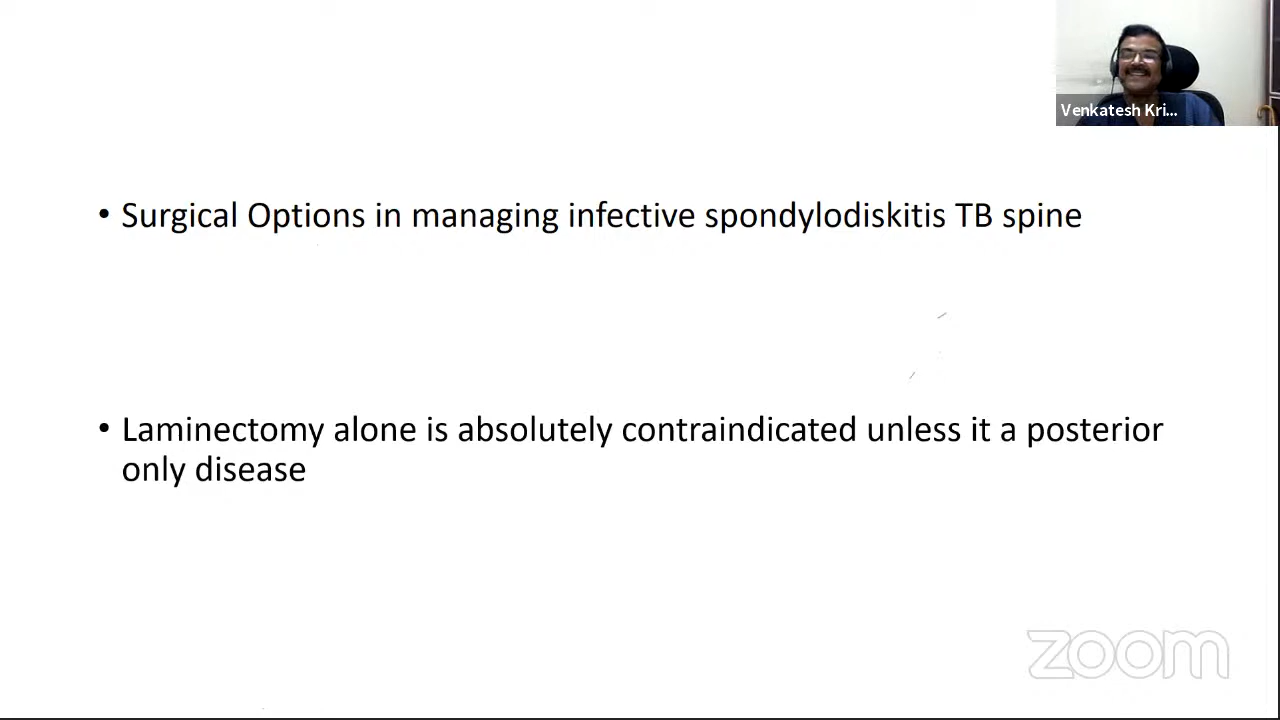 Venkatesh Kri...
• Surgical Options in managing infective spondylodiskitis TB spine
• Laminectomy alone is absolutely contraindicated unless it a posterior
only disease
zoom